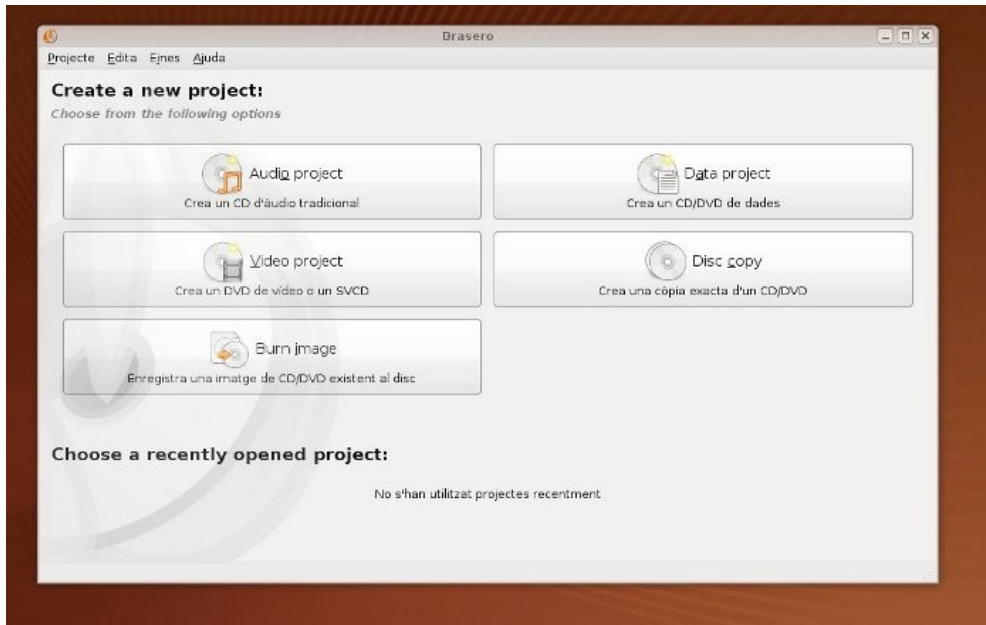 Brasero
Projecte Edita Eines Ajuda
Create a new project:
Choose from the following options
Audio project
Crea un CD d'àudio tradicional
Data project
Crea un CD/DVD de dades
Video project
Crea un DVD de vídeo o un SVCD
Disc copy
Crea una còpia exacta d'un CD/DVD
Burn image
Enregistra una imatge de CD/DVD existent al disc
Choose a recently opened project:
No s'han utilitzat projectes recentment